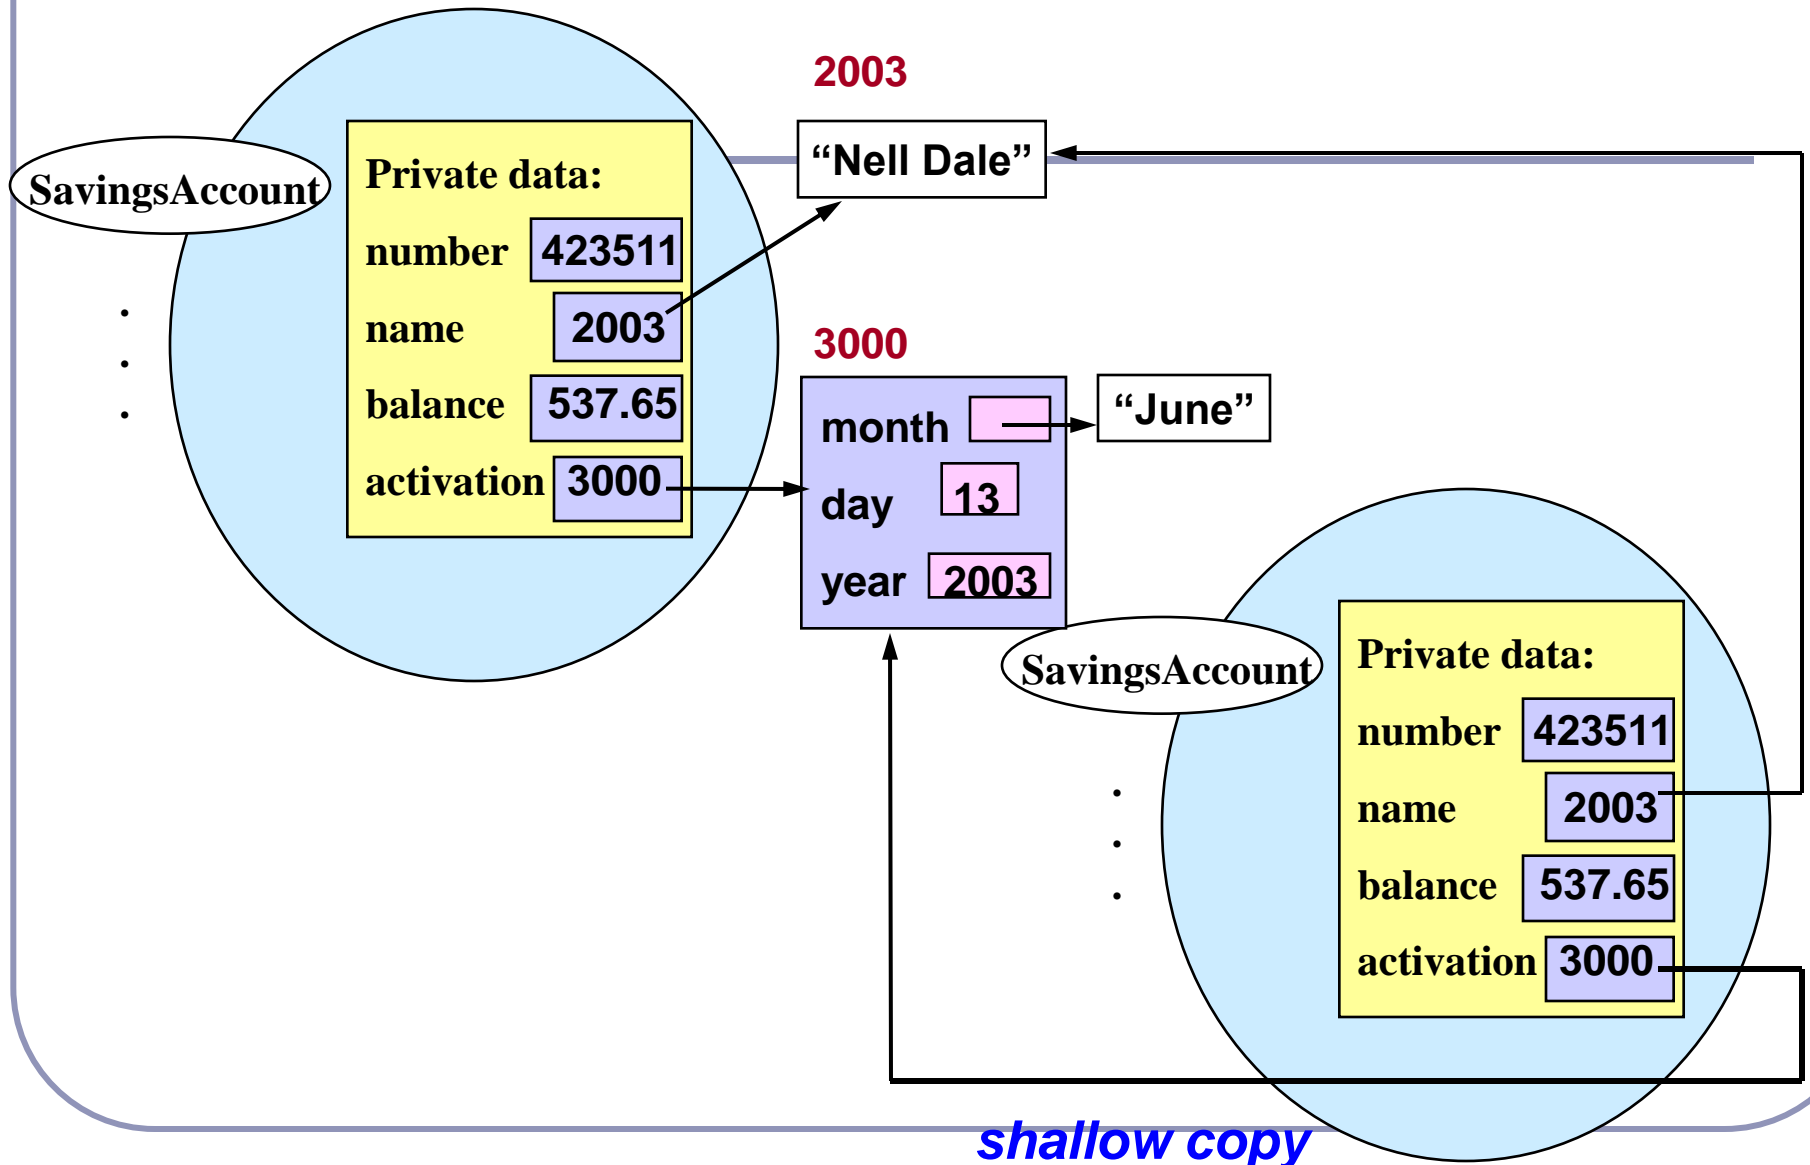 2003
“Nell Dale”
SavingsAccount
Private data:
number 423511
name 2003
balance 537.65
activation 3000
.
.
.
3000
month
“June”
day 13
year 2003
SavingsAccount
Private data:
number 423511
name 2003
balance 537.65
activation 3000
.
.
.
shallow copy